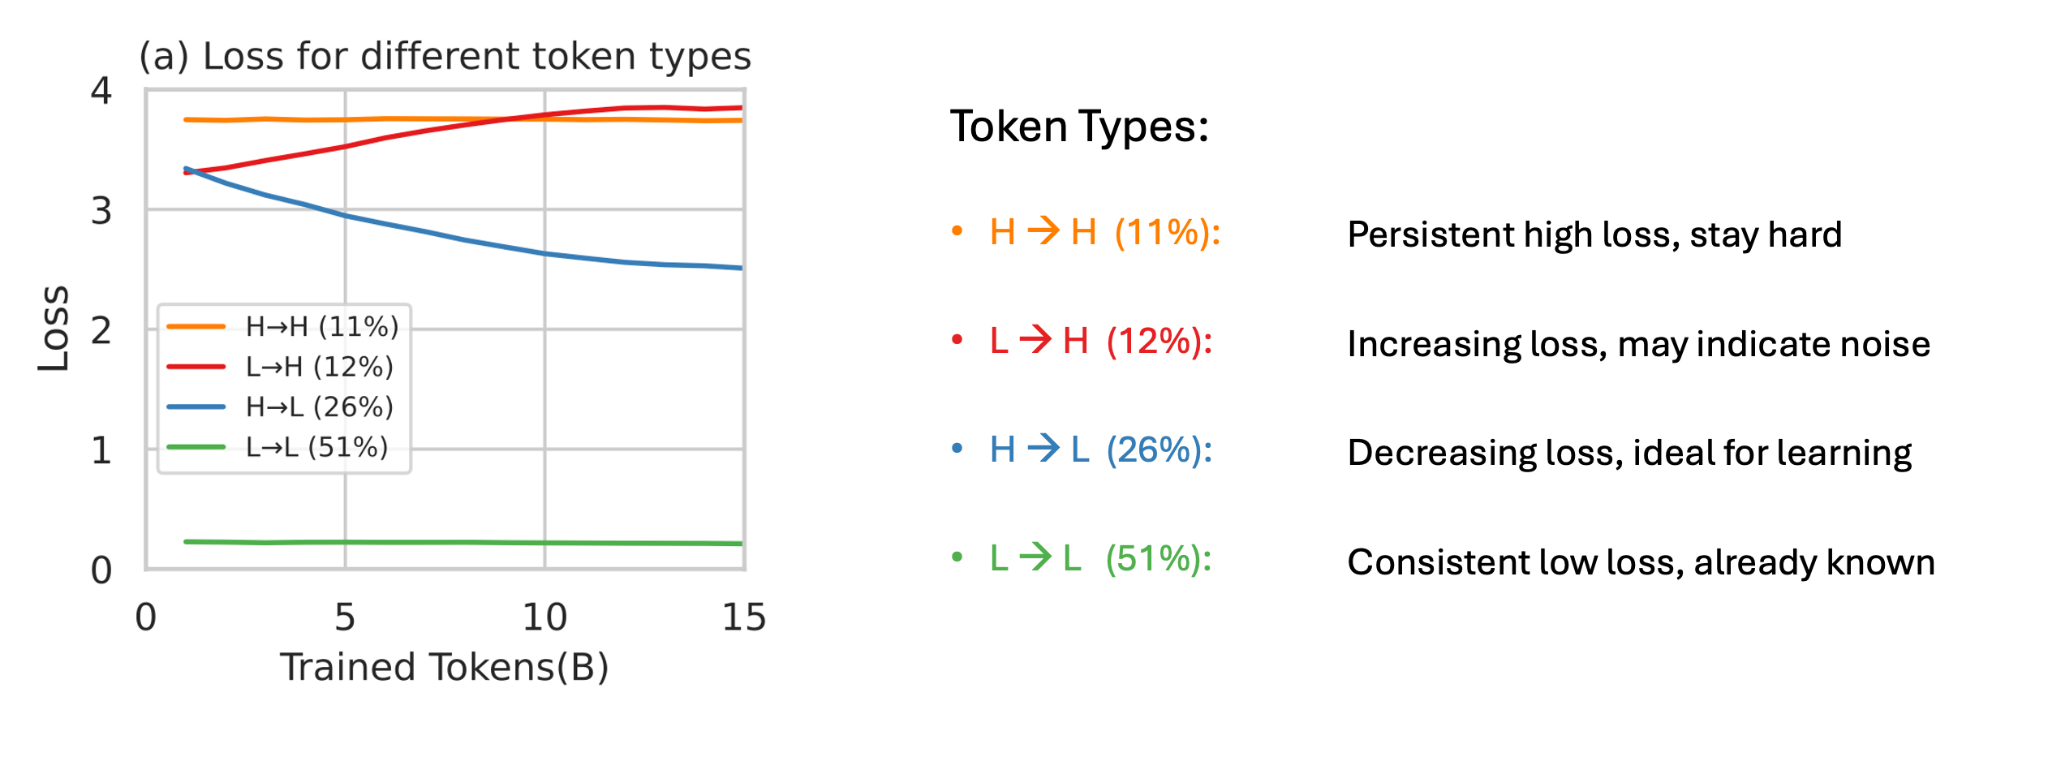 (a) Loss for different token types
4
3
2
1
0
Loss
H→H (11%)
L→H (12%)
H→L (26%)
L→L (51%)
0 5 10 15
Trained Tokens(B)
Token Types:
• H → H (11%): Persistent high loss, stay hard
• L → H (12%): Increasing loss, may indicate noise
• H → L (26%): Decreasing loss, ideal for learning
• L → L (51%): Consistent low loss, already known